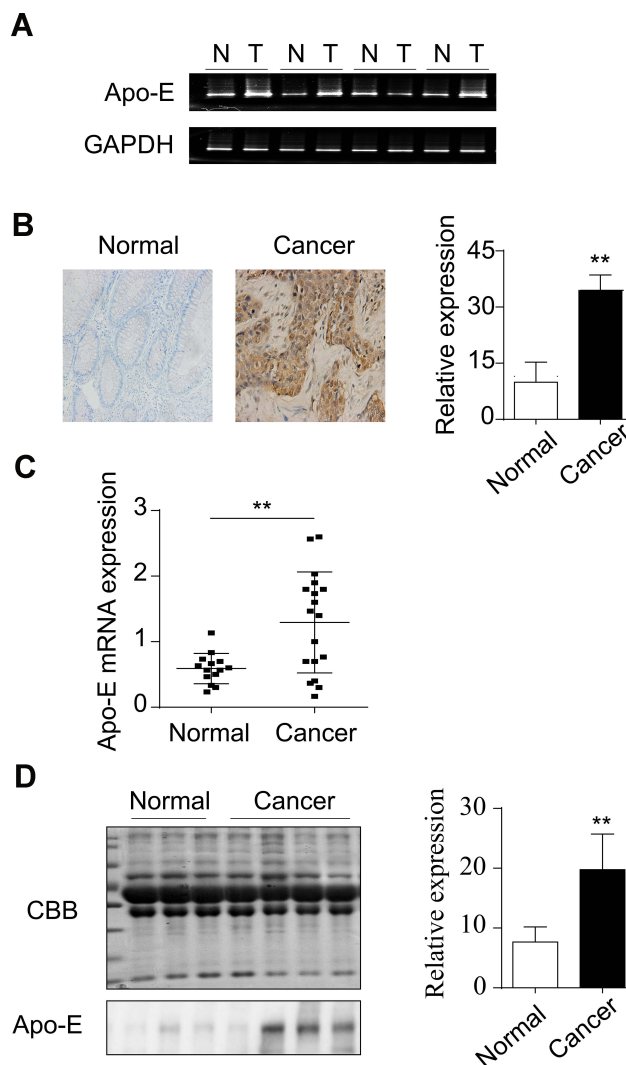 A
N T N T N T N T
Apo-E
GAPDH
B
Normal Cancer
Relative expression
45
30
15
0
**
Normal
Cancer
C
Apo-E mRNA expression
3
2
1
0
**
Normal Cancer
D
Normal Cancer
CBB
Apo-E
Relative expression
30
20
10
0
**
Normal
Cancer